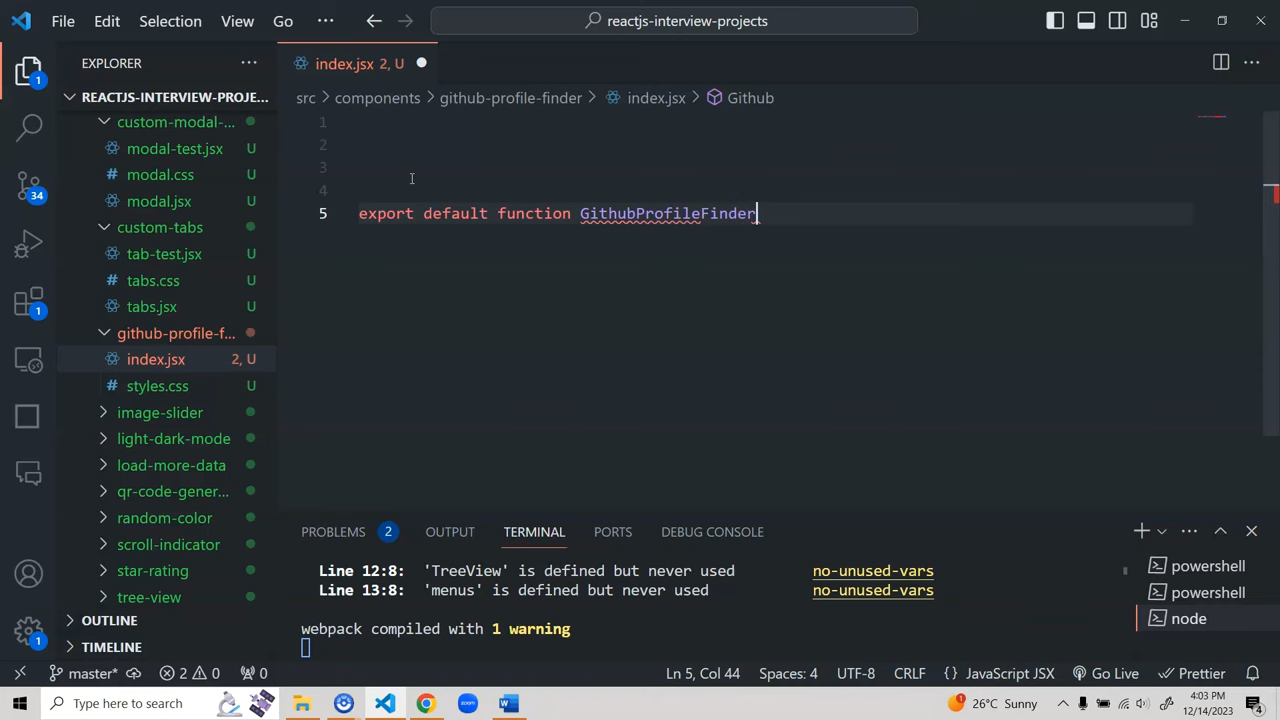 File Edit Selection View Go ··· reactjs-interview-projects
EXPLORER ···
index.jsx 2, U
REACTJS-INTERVIEW-PROJE...
src > components > github-profile-finder > index.jsx > Github
custom-modal-...
modal-test.jsx U
modal.css U
modal.jsx U
custom-tabs
tab-test.jsx U
tabs.css U
tabs.jsx U
github-profile-f...
index.jsx 2, U
styles.css U
image-slider
light-dark-mode
load-more-data
qr-code-gener...
random-color
scroll-indicator
star-rating
tree-view
OUTLINE
TIMELINE
1
34
1
1
1
2
3
4
5 export default function GithubProfileFinder
PROBLEMS 2 OUTPUT TERMINAL PORTS DEBUG CONSOLE
Line 12:8: 'TreeView' is defined but never used no-unused-vars
Line 13:8: 'menus' is defined but never used no-unused-vars
webpack compiled with 1 warning
powershell
powershell
node
master* 2 0 0 Ln 5, Col 44 Spaces: 4 UTF-8 CRLF {} JavaScript JSX Go Live Prettier
Type here to search 1 26°C Sunny 4:03 PM
12/14/2023 4